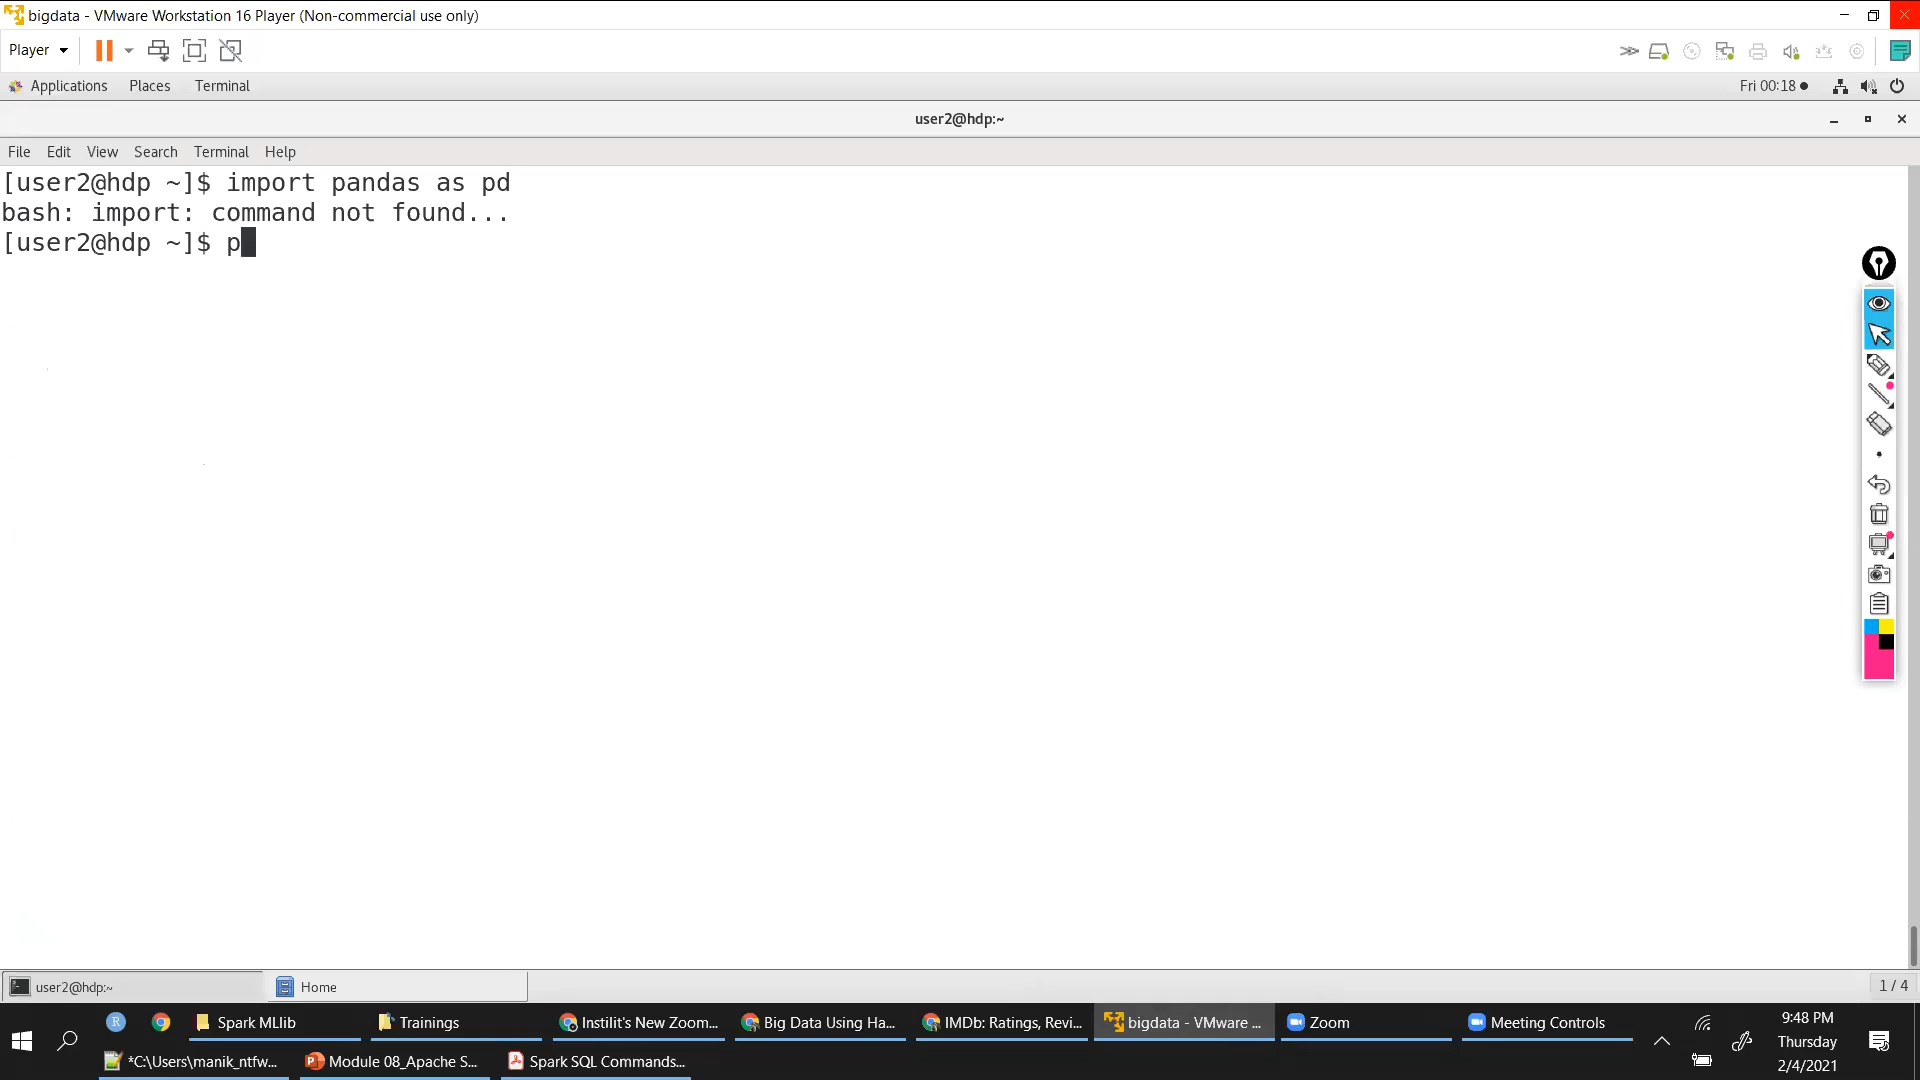 bigdata - VMware Workstation 16 Player (Non-commercial use only)
Player
Applications Places Terminal Fri 00:18
user2@hdp:~
File Edit View Search Terminal Help
[user2@hdp ~]$ import pandas as pd
bash: import: command not found...
[user2@hdp ~]$ p
user2@hdp:~ Home 1 / 4
R Spark MLlib Trainings Instilit's New Zoom... Big Data Using Ha... IMDb: Ratings, Revi... bigdata - VMware ... Zoom Meeting Controls 9:48 PM
Thursday
*C:\Users\manik_ntfw... Module 08_Apache S... Spark SQL Commands... 2/4/2021